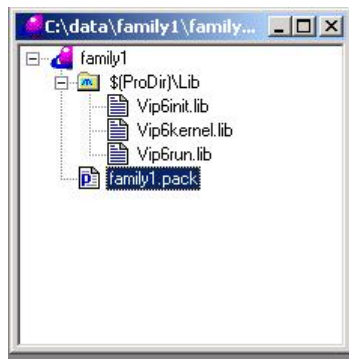 C:\data\family1\family...
family1
$(ProDir)\Lib
Vip6init.lib
Vip6kernel.lib
Vip6run.lib
family1.pack